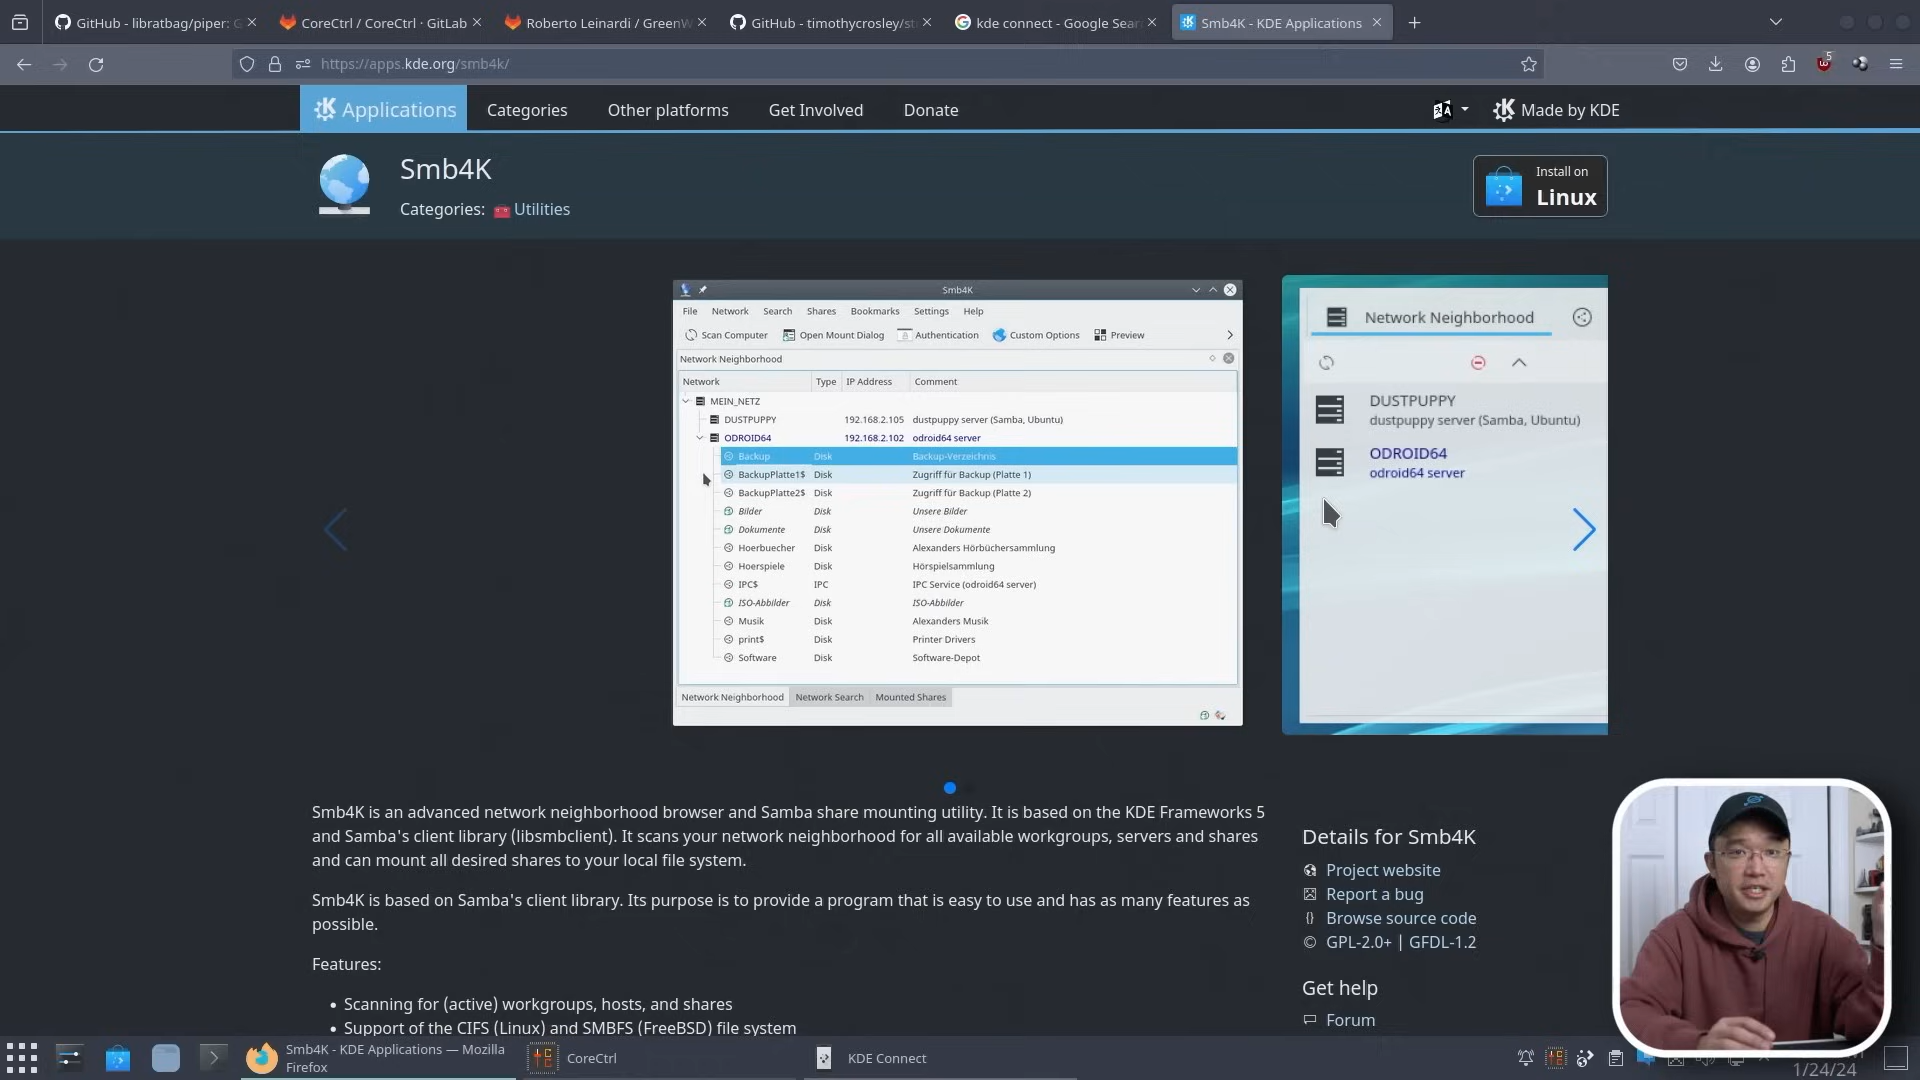 GitHub - libratbag/piper: G
CoreCtrl / CoreCtrl · GitLab
Roberto Leinardi / GreenW
GitHub - timothycrosley/st
kde connect - Google Sear
Smb4K - KDE Applications
https://apps.kde.org/smb4k/
5
Applications
Categories
Other platforms
Get Involved
Donate
Made by KDE
Smb4K
Categories: Utilities
Install on
Linux
Smb4K
File Network Search Shares Bookmarks Settings Help
Scan Computer Open Mount Dialog Authentication Custom Options Preview
Network Neighborhood
Network Type IP Address Comment
MEIN_NETZ
DUSTPUPPY 192.168.2.105 dustpuppy server (Samba, Ubuntu)
ODROID64 192.168.2.102 odroid64 server
Backup Disk Backup-Verzeichnis
BackupPlatte1$ Disk Zugriff für Backup (Platte 1)
BackupPlatte2$ Disk Zugriff für Backup (Platte 2)
Bilder Disk Unsere Bilder
Dokumente Disk Unsere Dokumente
Hoerbuecher Disk Alexanders Hörbüchersammlung
Hoerspiele Disk Hörspielsammlung
IPC$ IPC IPC Service (odroid64 server)
ISO-Abbilder Disk ISO-Abbilder
Musik Disk Alexanders Musik
print$ Disk Printer Drivers
Software Disk Software-Depot
Network Neighborhood Network Search Mounted Shares
Network Neighborhood
DUSTPUPPY
dustpuppy server (Samba, Ubuntu)
ODROID64
odroid64 server
Smb4K is an advanced network neighborhood browser and Samba share mounting utility. It is based on the KDE Frameworks 5
and Samba's client library (libsmbclient). It scans your network neighborhood for all available workgroups, servers and shares
and can mount all desired shares to your local file system.
Smb4K is based on Samba's client library. Its purpose is to provide a program that is easy to use and has as many features as
possible.
Features:
• Scanning for (active) workgroups, hosts, and shares
• Support of the CIFS (Linux) and SMBFS (FreeBSD) file system
Details for Smb4K
Project website
Report a bug
Browse source code
© GPL-2.0+ | GFDL-1.2
Get help
Forum
Smb4K - KDE Applications — Mozilla
Firefox
CoreCtrl
KDE Connect
1/24/24